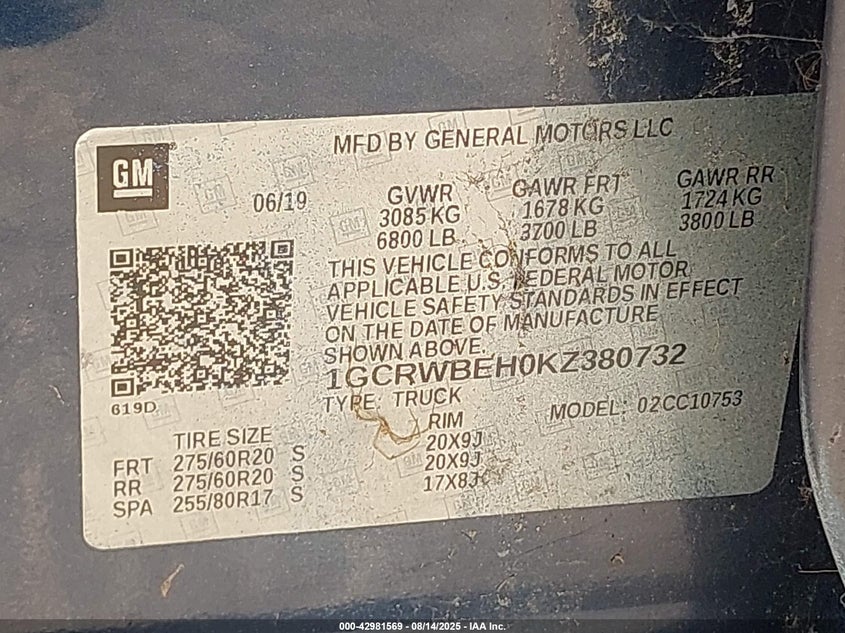 MFD BY GENERAL MOTORS LLC
GM
06/19
GVWR
3085 KG
6800 LB
GAWR FRT
1678 KG
3700 LB
GAWR RR
1724 KG
3800 LB
THIS VEHICLE CONFORMS TO ALL
APPLICABLE U.S. FEDERAL MOTOR
VEHICLE SAFETY STANDARDS IN EFFECT
ON THE DATE OF MANUFACTURE
SHOWN ABOVE.
1GCRWBEH0KZ380732
TYPE: TRUCK
MODEL: 02CC10753
619D
TIRE SIZE RIM
FRT 275/60R20 S 20X9J
RR 275/60R20 S 20X9J
SPA 255/80R17 S 17X8J
000-42981569 - 08/14/2025 - IAA Inc.